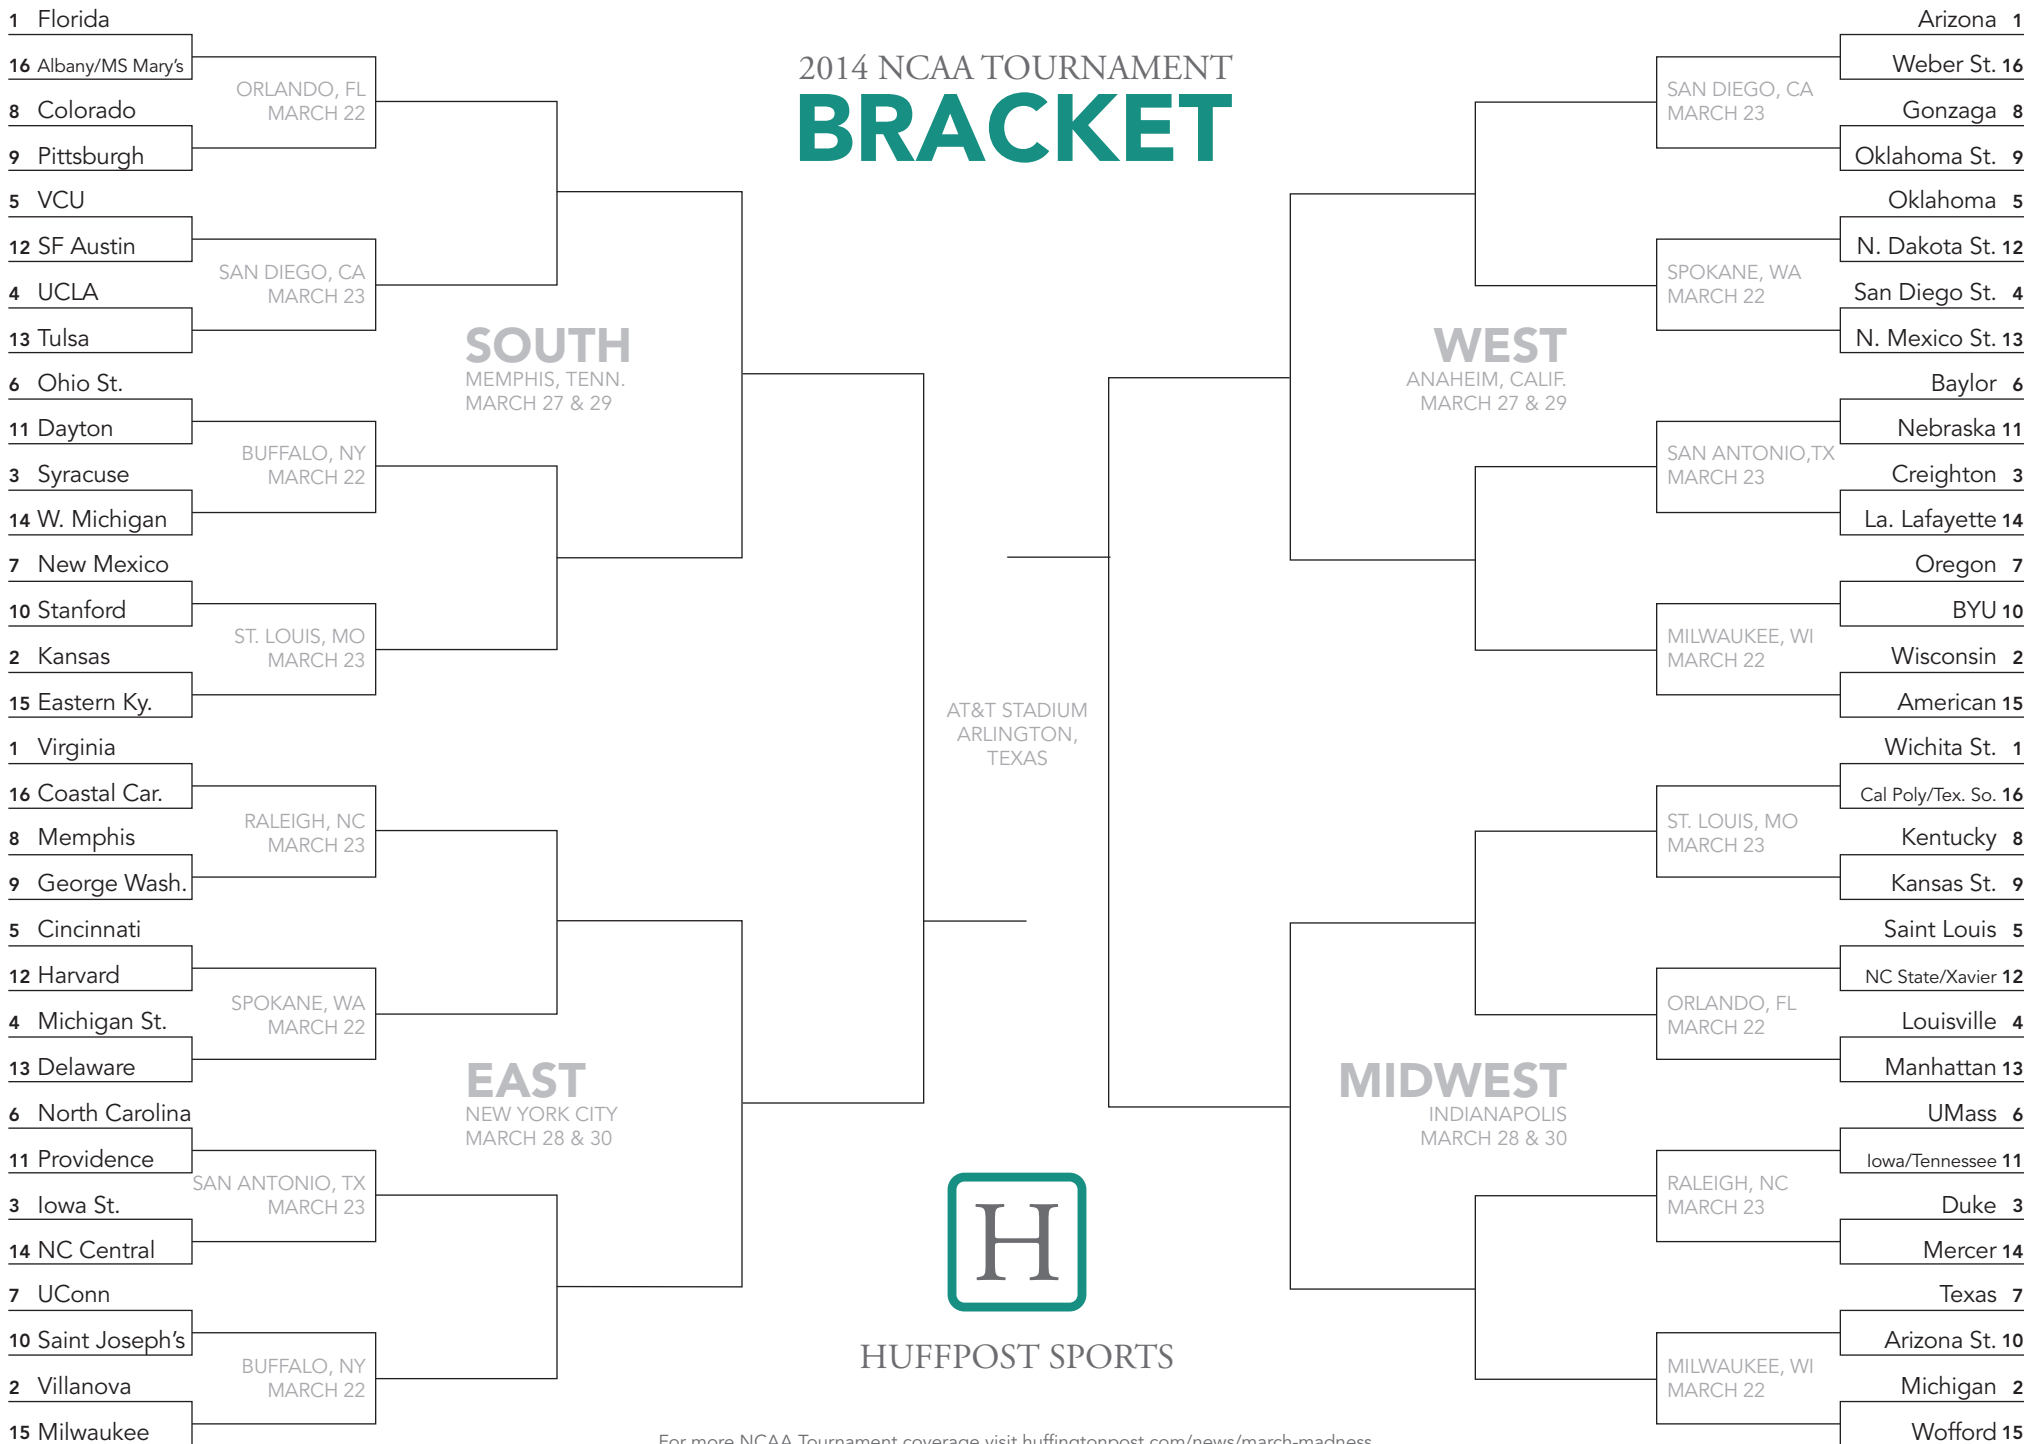 2014 NCAA TOURNAMENT
BRACKET
1 Florida
16 Albany/MS Mary's
8 Colorado
9 Pittsburgh
5 VCU
12 SF Austin
4 UCLA
13 Tulsa
6 Ohio St.
11 Dayton
3 Syracuse
14 W. Michigan
7 New Mexico
10 Stanford
2 Kansas
15 Eastern Ky.
ORLANDO, FL
MARCH 22
SAN DIEGO, CA
MARCH 23
BUFFALO, NY
MARCH 22
ST. LOUIS, MO
MARCH 23
SOUTH
MEMPHIS, TENN.
MARCH 27 & 29
1 Virginia
16 Coastal Car.
8 Memphis
9 George Wash.
5 Cincinnati
12 Harvard
4 Michigan St.
13 Delaware
6 North Carolina
11 Providence
3 Iowa St.
14 NC Central
7 UConn
10 Saint Joseph's
2 Villanova
15 Milwaukee
RALEIGH, NC
MARCH 23
SPOKANE, WA
MARCH 22
SAN ANTONIO, TX
MARCH 23
BUFFALO, NY
MARCH 22
EAST
NEW YORK CITY
MARCH 28 & 30
AT&T STADIUM
ARLINGTON,
TEXAS
Arizona 1
Weber St. 16
Gonzaga 8
Oklahoma St. 9
Oklahoma 5
N. Dakota St. 12
San Diego St. 4
N. Mexico St. 13
Baylor 6
Nebraska 11
Creighton 3
La. Lafayette 14
Oregon 7
BYU 10
Wisconsin 2
American 15
SAN DIEGO, CA
MARCH 23
SPOKANE, WA
MARCH 22
SAN ANTONIO,TX
MARCH 23
MILWAUKEE, WI
MARCH 22
WEST
ANAHEIM, CALIF.
MARCH 27 & 29
Wichita St. 1
Cal Poly/Tex. So. 16
Kentucky 8
Kansas St. 9
Saint Louis 5
NC State/Xavier 12
Louisville 4
Manhattan 13
UMass 6
Iowa/Tennessee 11
Duke 3
Mercer 14
Texas 7
Arizona St. 10
Michigan 2
Wofford 15
ST. LOUIS, MO
MARCH 23
ORLANDO, FL
MARCH 22
RALEIGH, NC
MARCH 23
MILWAUKEE, WI
MARCH 22
MIDWEST
INDIANAPOLIS
MARCH 28 & 30
H
HUFFPOST SPORTS
For more NCAA Tournament coverage visit huffingtonpost.com/news/march-madness